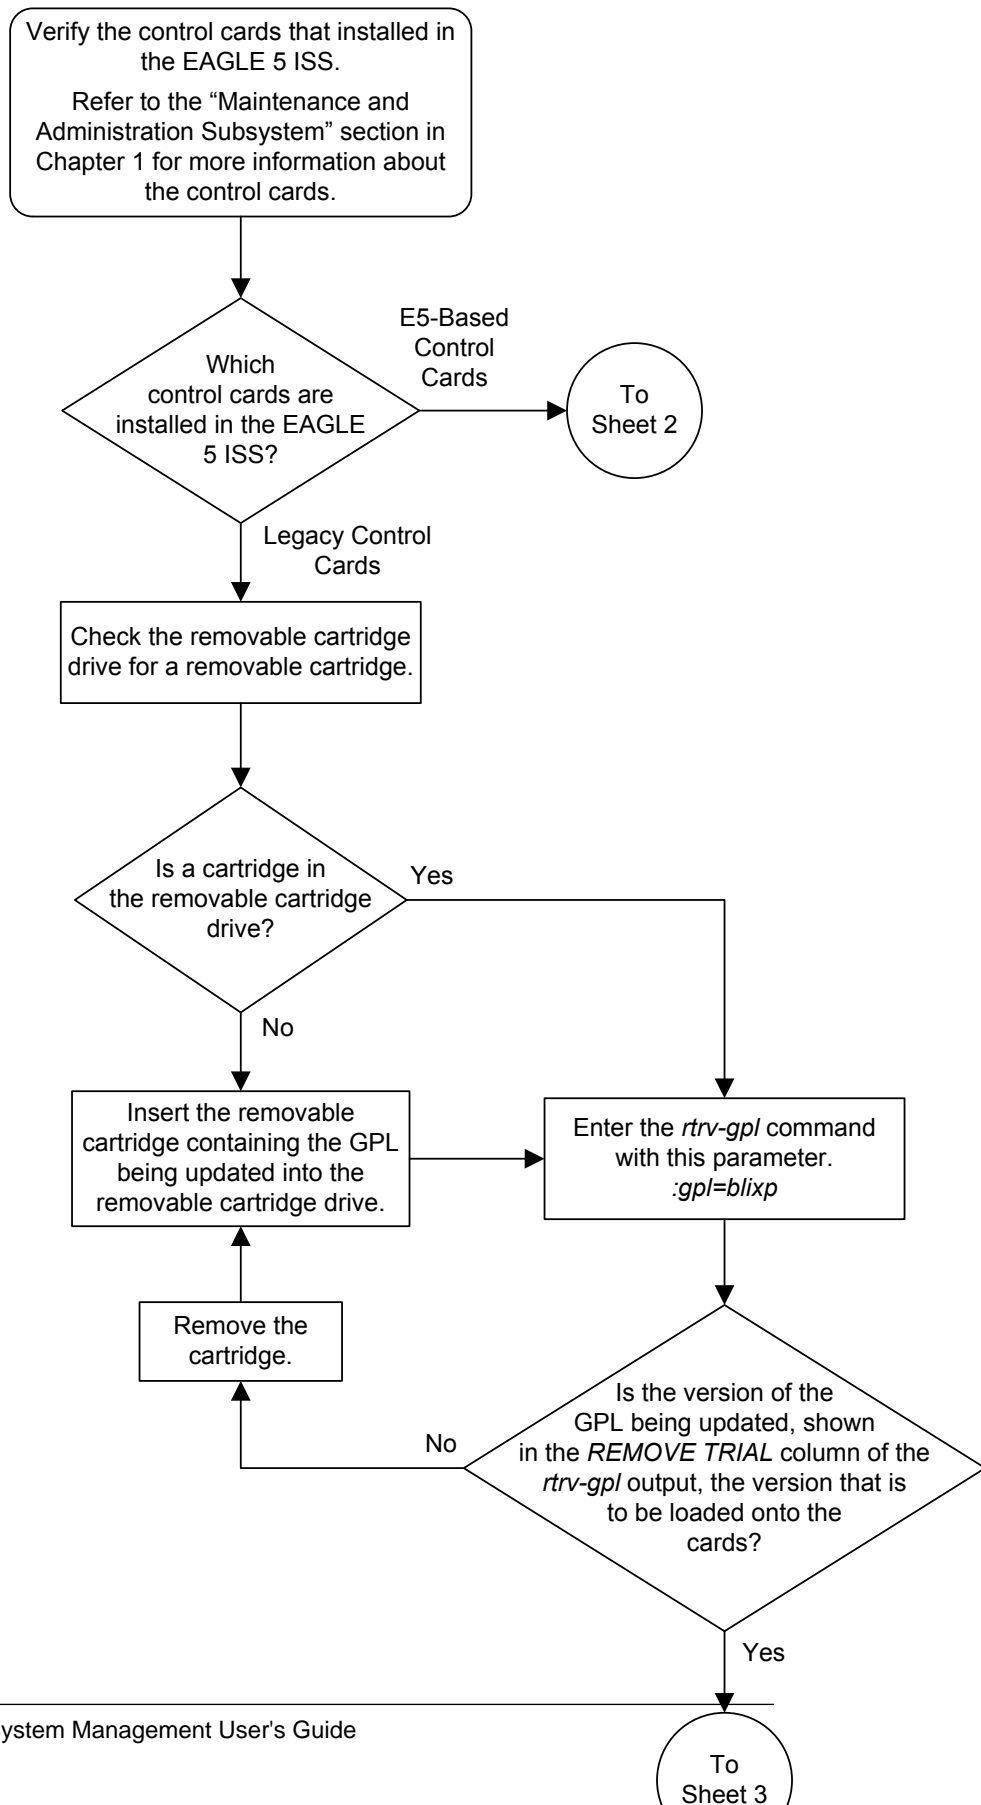 Verify the control cards that installed in
the EAGLE 5 ISS.
Refer to the “Maintenance and
Administration Subsystem” section in
Chapter 1 for more information about
the control cards.
Which
control cards are
installed in the EAGLE
5 ISS?
E5-Based
Control
Cards
To
Sheet 2
Legacy Control
Cards
Check the removable cartridge
drive for a removable cartridge.
Is a cartridge in
the removable cartridge
drive?
Yes
No
Insert the removable
cartridge containing the GPL
being updated into the
removable cartridge drive.
Enter the rtrv-gpl command
with this parameter.
:gpl=blixp
Remove the
cartridge.
Is the version of the
GPL being updated, shown
in the REMOVE TRIAL column of the
rtrv-gpl output, the version that is
to be loaded onto the
cards?
No
Yes
ystem Management User's Guide
To
Sheet 3